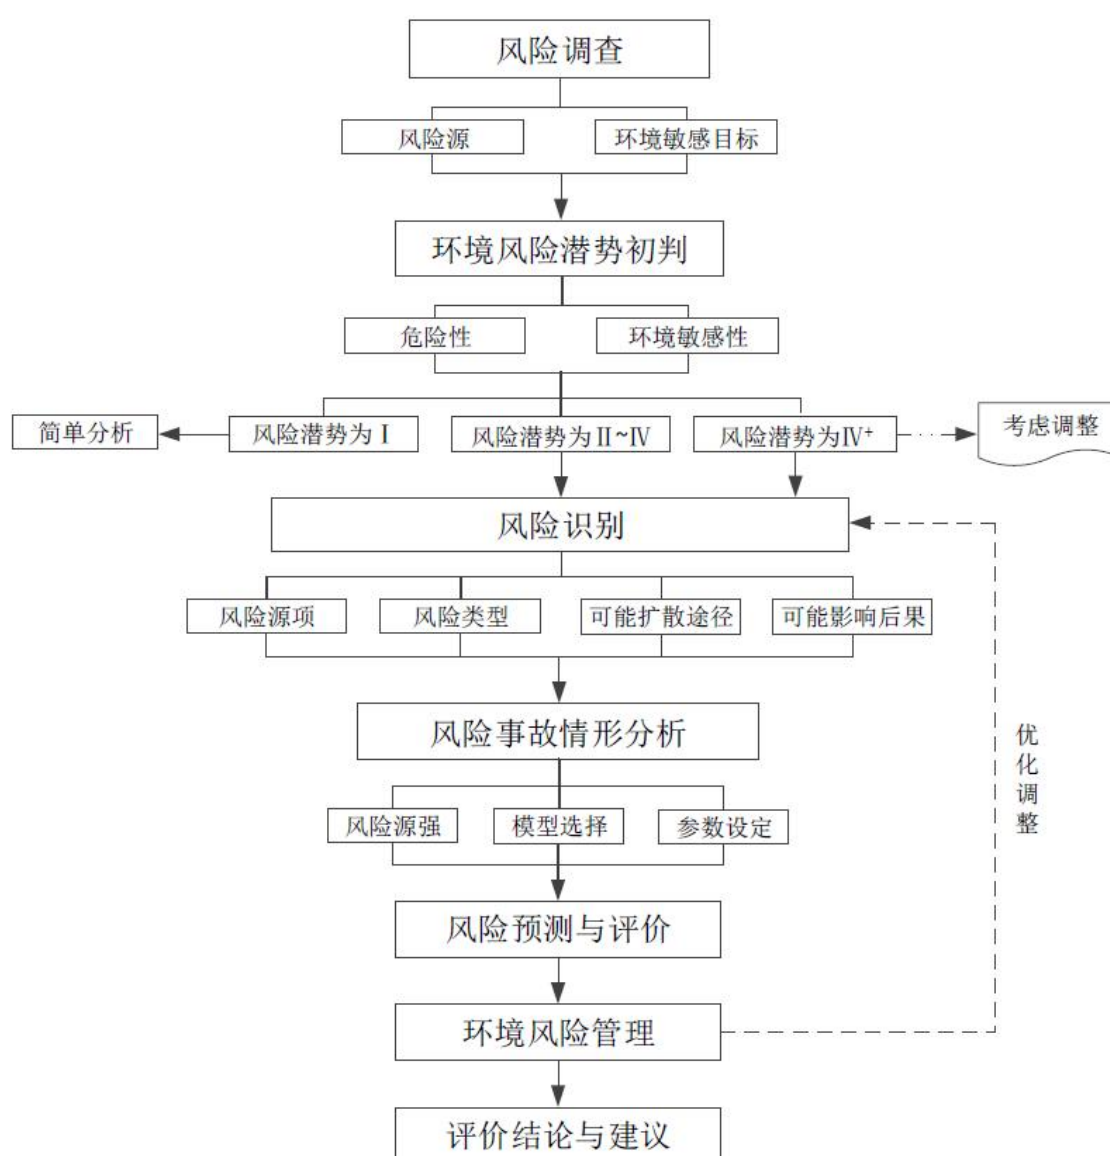 风险调查
风险源
环境敏感目标
环境风险潜势初判
危险性
环境敏感性
简单分析
风险潜势为Ⅰ
风险潜势为Ⅱ~Ⅳ
风险潜势为Ⅳ+
考虑调整
风险识别
风险源项
风险类型
可能扩散途径
可能影响后果
风险事故情形分析
优化调整
风险源强
模型选择
参数设定
风险预测与评价
环境风险管理
评价结论与建议